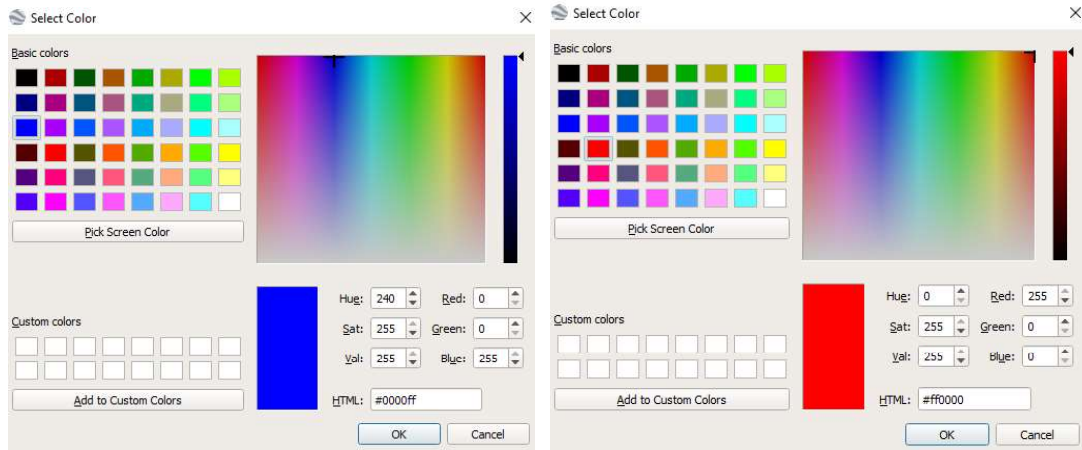 Select Color
Basic colors
Pick Screen Color
Hue: 240 Red: 0
Sat: 255 Green: 0
Val: 255 Blue: 255
Custom colors
Add to Custom Colors
HTML: #0000ff
OK Cancel
Select Color
Basic colors
Pick Screen Color
Hue: 0 Red: 255
Sat: 255 Green: 0
Val: 255 Blue: 0
Custom colors
Add to Custom Colors
HTML: #ff0000
OK Cancel